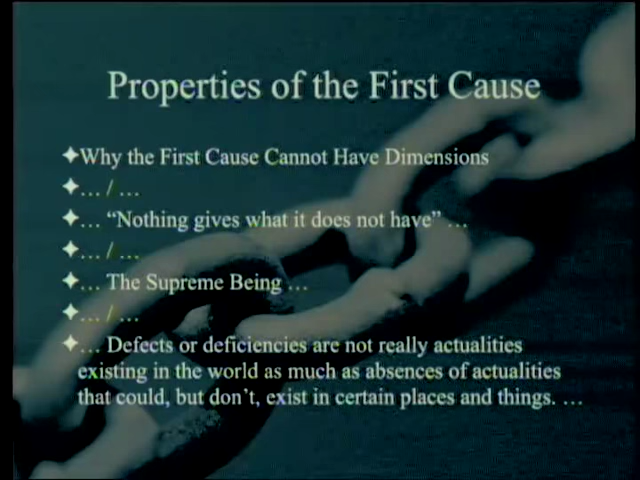 Properties of the First Cause
✦Why the First Cause Cannot Have Dimensions
✦… / …
✦… “Nothing gives what it does not have” …
✦… / …
✦… The Supreme Being …
✦… / …
✦… Defects or deficiencies are not really actualities
existing in the world as much as absences of actualities
that could, but don’t, exist in certain places and things. …